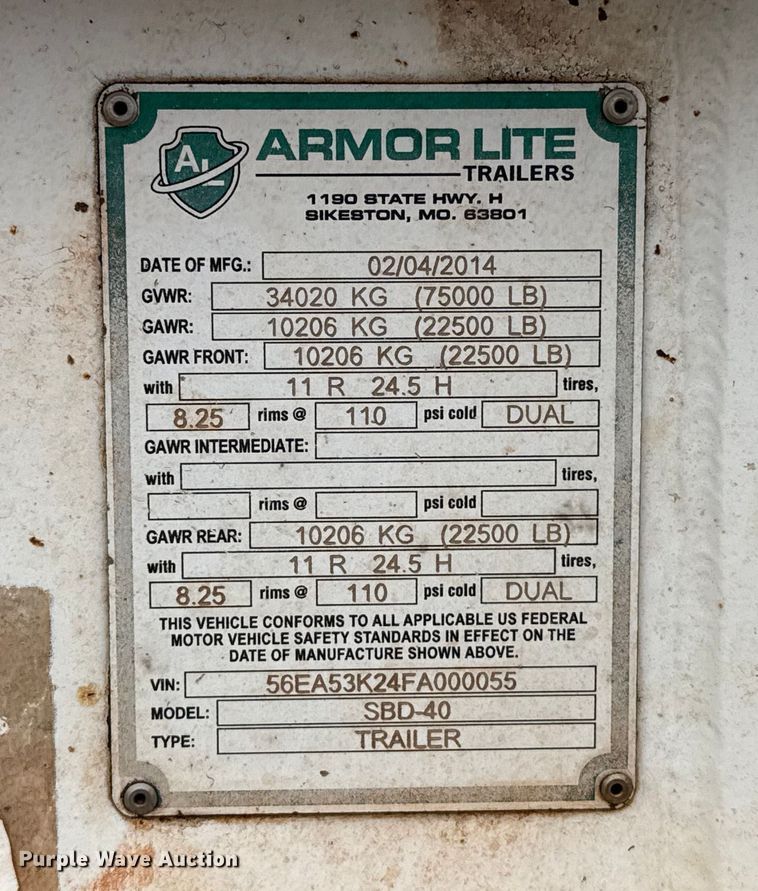 AL
ARMOR LITE
TRAILERS
1190 STATE HWY. H
SIKESTON, MO. 63801
DATE OF MFG.: 02/04/2014
GVWR: 34020 KG (75000 LB)
GAWR: 10206 KG (22500 LB)
GAWR FRONT: 10206 KG (22500 LB)
with 11 R 24.5 H tires,
8.25 rims @ 110 psi cold DUAL
GAWR INTERMEDIATE:
with tires,
rims @ psi cold
GAWR REAR: 10206 KG (22500 LB)
with 11 R 24.5 H tires,
8.25 rims @ 110 psi cold DUAL
THIS VEHICLE CONFORMS TO ALL APPLICABLE US FEDERAL
MOTOR VEHICLE SAFETY STANDARDS IN EFFECT ON THE
DATE OF MANUFACTURE SHOWN ABOVE.
VIN: 56EA53K24FA000055
MODEL: SBD-40
TYPE: TRAILER
Purple Wave Auction